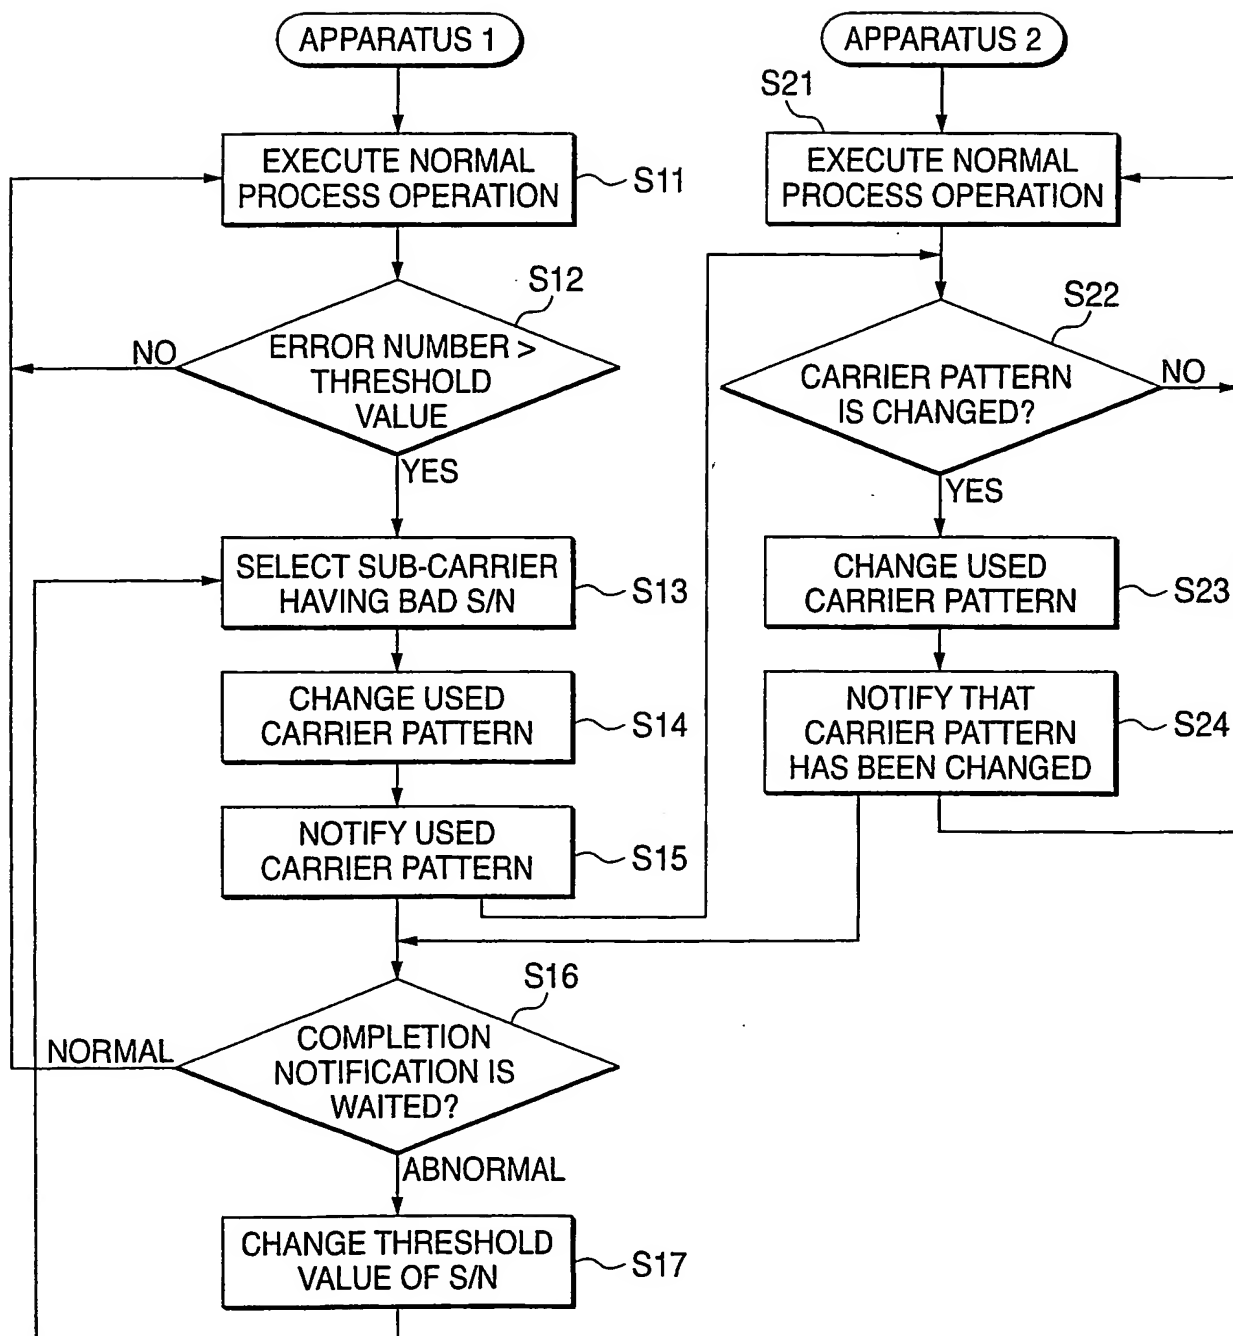 APPARATUS 1
EXECUTE NORMAL
PROCESS OPERATION
S11
S12
ERROR NUMBER >
THRESHOLD
VALUE
NO
YES
SELECT SUB-CARRIER
HAVING BAD S/N
S13
CHANGE USED
CARRIER PATTERN
S14
NOTIFY USED
CARRIER PATTERN
S15
S16
COMPLETION
NOTIFICATION IS
WAITED?
NORMAL
ABNORMAL
CHANGE THRESHOLD
VALUE OF S/N
S17
APPARATUS 2
S21
EXECUTE NORMAL
PROCESS OPERATION
S22
CARRIER PATTERN
IS CHANGED?
NO
YES
CHANGE USED
CARRIER PATTERN
S23
NOTIFY THAT
CARRIER PATTERN
HAS BEEN CHANGED
S24